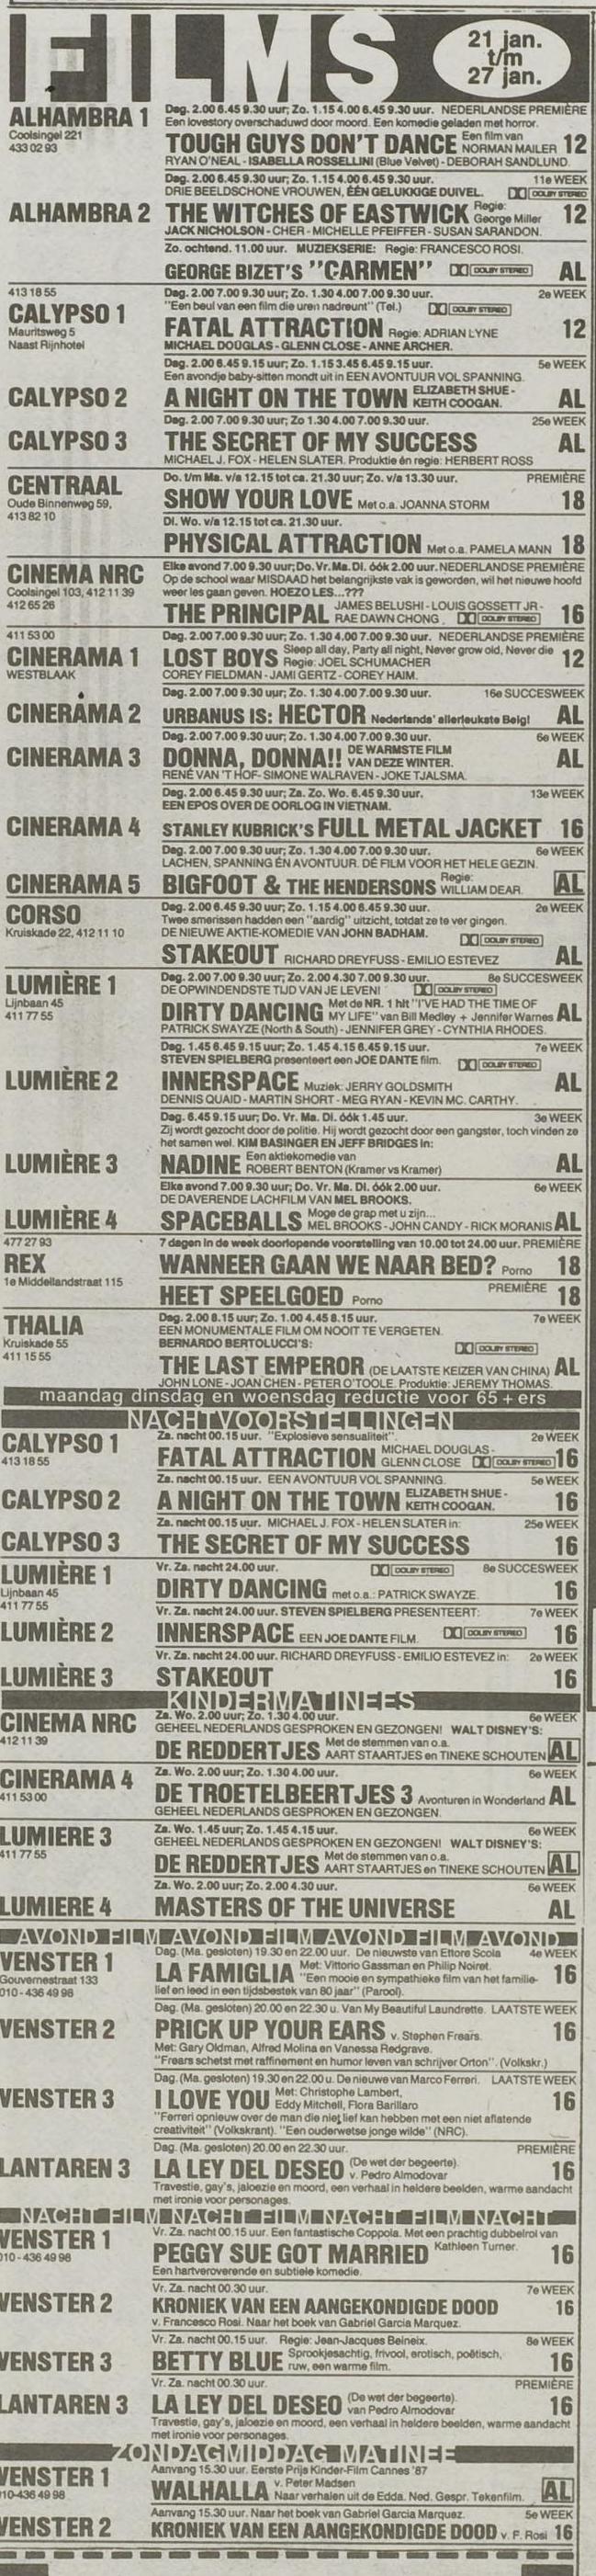 FILMS
21 jan.
t/m
27 jan.
ALHAMBRA 1
Coolsingel 221
433 02 93
Dag. 2.00 6.45 9.30 uur; Zo. 1.15 4.00 6.45 9.30 uur. NEDERLANDSE PREMIÈRE
Een lovestory overschaduwd door moord. Een komedie geladen met horror.
TOUGH GUYS DON'T DANCE Een film van NORMAN MAILER 12
RYAN O'NEAL - ISABELLA ROSSELLINI (Blue Velvet) - DEBORAH SANDLUND.
Dag. 2.00 6.45 9.30 uur; Zo. 1.15 4.00 6.45 9.30 uur. 11e WEEK
DRIE BEELDSCHONE VROUWEN, ÉÉN GELUKKIGE DUIVEL. DOLBY STEREO
ALHAMBRA 2 THE WITCHES OF EASTWICK Regie: George Miller 12
JACK NICHOLSON - CHER - MICHELLE PFEIFFER - SUSAN SARANDON.
Zo. ochtend. 11.00 uur. MUZIEKSERIE: Regie: FRANCESCO ROSI.
GEORGE BIZET'S "CARMEN" DOLBY STEREO AL
413 18 55
CALYPSO 1
Mauritsweg 5
Naast Rijnhotel
Dag. 2.00 7.00 9.30 uur; Zo. 1.30 4.00 7.00 9.30 uur. 2e WEEK
"Een beul van een film die uren nadreunt" (Tel.) DOLBY STEREO
FATAL ATTRACTION Regie: ADRIAN LYNE 12
MICHAEL DOUGLAS - GLENN CLOSE - ANNE ARCHER.
Dag. 2.00 6.45 9.15 uur; Zo. 1.15 3.45 6.45 9.15 uur. 5e WEEK
Een avondje baby-sitten mondt uit in EEN AVONTUUR VOL SPANNING.
CALYPSO 2 A NIGHT ON THE TOWN ELIZABETH SHUE - KEITH COOGAN. AL
Dag. 2.00 7.00 9.30 uur; Zo 1.30 4.00 7.00 9.30 uur. 25e WEEK
CALYPSO 3 THE SECRET OF MY SUCCESS AL
MICHAEL J. FOX - HELEN SLATER. Produktie én regie: HERBERT ROSS
CENTRAAL
Oude Binnenweg 59,
413 82 10
Do. t/m Ma. v/a 12.15 tot ca. 21.30 uur; Zo. v/a 13.30 uur. PREMIÈRE
SHOW YOUR LOVE Met o.a. JOANNA STORM 18
Di. Wo. v/a 12.15 tot ca. 21.30 uur.
PHYSICAL ATTRACTION Met o.a. PAMELA MANN 18
CINEMA NRC
Coolsingel 103, 412 11 39
412 65 26
Elke avond 7.00 9.30 uur; Do. Vr. Ma. Di. óók 2.00 uur. NEDERLANDSE PREMIÈRE
Op de school waar MISDAAD het belangrijkste vak is geworden, wil het nieuwe hoofd
weer les gaan geven. HOEZO LES...???
THE PRINCIPAL JAMES BELUSHI - LOUIS GOSSETT JR - RAE DAWN CHONG. DOLBY STEREO 16
411 53 00
CINERAMA 1
WESTBLAAK
Dag. 2.00 7.00 9.30 uur; Zo. 1.30 4.00 7.00 9.30 uur. NEDERLANDSE PREMIÈRE
LOST BOYS Sleep all day, Party all night, Never grow old, Never die Regie: JOEL SCHUMACHER 12
COREY FIELDMAN - JAMI GERTZ - COREY HAIM.
Dag. 2.00 7.00 9.30 uur; Zo. 1.30 4.00 7.00 9.30 uur. 16e SUCCESWEEK
CINERAMA 2 URBANUS IS: HECTOR Nederlands' allerleukste Belg! AL
Dag. 2.00 7.00 9.30 uur; Zo. 1.30 4.00 7.00 9.30 uur. 6e WEEK
CINERAMA 3 DONNA, DONNA!! DE WARMSTE FILM VAN DEZE WINTER. AL
RENÉ VAN 'T HOF - SIMONE WALRAVEN - JOKE TJALSMA.
Dag. 2.00 6.45 9.30 uur; Za. Zo. Wo. 6.45 9.30 uur. 13e WEEK
EEN EPOS OVER DE OORLOG IN VIETNAM.
CINERAMA 4 STANLEY KUBRICK'S FULL METAL JACKET 16
Dag. 2.00 7.00 9.30 uur; Zo. 1.30 4.00 7.00 9.30 uur. 6e WEEK
LACHEN, SPANNING ÉN AVONTUUR. DÉ FILM VOOR HET HELE GEZIN.
CINERAMA 5 BIGFOOT & THE HENDERSONS Regie: WILLIAM DEAR. AL
CORSO
Kruiskade 22, 412 11 10
Dag. 2.00 6.45 9.30 uur; Zo. 1.15 4.00 6.45 9.30 uur. 2e WEEK
Twee smerissen hadden een "aardig" uitzicht, totdat ze te ver gingen.
DE NIEUWE AKTIE-KOMEDIE VAN JOHN BADHAM. DOLBY STEREO
STAKEOUT RICHARD DREYFUSS - EMILIO ESTEVEZ AL
LUMIÈRE 1
Lijnbaan 45
411 77 55
Dag. 2.00 7.00 9.30 uur; Zo. 2.00 4.30 7.00 9.30 uur. 8e SUCCESWEEK
DE OPWINDENDSTE TIJD VAN JE LEVEN! DOLBY STEREO
DIRTY DANCING Met de NR. 1 hit "I'VE HAD THE TIME OF MY LIFE" van Bill Medley + Jennifer Warnes AL
PATRICK SWAYZE (North & South) - JENNIFER GREY - CYNTHIA RHODES.
Dag. 1.45 6.45 9.15 uur; Zo. 1.45 4.15 6.45 9.15 uur. 7e WEEK
STEVEN SPIELBERG presenteert een JOE DANTE film. DOLBY STEREO
LUMIÈRE 2 INNERSPACE Muziek: JERRY GOLDSMITH AL
DENNIS QUAID - MARTIN SHORT - MEG RYAN - KEVIN MC. CARTHY.
Dag. 6.45 9.15 uur; Do. Vr. Ma. Di. óók 1.45 uur. 3e WEEK
Zij wordt gezocht door de politie. Hij wordt gezocht door een gangster, toch vinden ze
het samen wel. KIM BASINGER EN JEFF BRIDGES in:
LUMIÈRE 3 NADINE Een aktiekomedie van ROBERT BENTON (Kramer vs Kramer) AL
Elke avond 7.00 9.30 uur; Do. Vr. Ma. Di. óók 2.00 uur. 6e WEEK
DE DAVERENDE LACHFILM VAN MEL BROOKS.
LUMIÈRE 4 SPACEBALLS Moge de grap met u zijn... MEL BROOKS - JOHN CANDY - RICK MORANIS AL
477 27 93
REX
1e Middellandstraat 115
7 dagen in de week doorlopende voorstelling van 10.00 tot 24.00 uur. PREMIÈRE
WANNEER GAAN WE NAAR BED? Porno 18
PREMIÈRE
HEET SPEELGOED Porno 18
THALIA
Kruiskade 55
411 15 55
Dag. 2.00 8.15 uur; Zo. 1.00 4.45 8.15 uur. 7e WEEK
EEN MONUMENTALE FILM OM NOOIT TE VERGETEN.
BERNARDO BERTOLUCCI'S: DOLBY STEREO
THE LAST EMPEROR (DE LAATSTE KEIZER VAN CHINA) AL
JOHN LONE - JOAN CHEN - PETER O'TOOLE. Produktie: JEREMY THOMAS.
maandag dinsdag en woensdag reductie voor 65 + ers
NACHTVOORSTELLINGEN
CALYPSO 1
413 18 55
Za. nacht 00.15 uur. "Explosieve sensualiteit". 2e WEEK
FATAL ATTRACTION MICHAEL DOUGLAS - GLENN CLOSE DOLBY STEREO 16
Za. nacht 00.15 uur. EEN AVONTUUR VOL SPANNING. 5e WEEK
CALYPSO 2 A NIGHT ON THE TOWN ELIZABETH SHUE - KEITH COOGAN. 16
Za. nacht 00.15 uur. MICHAEL J. FOX - HELEN SLATER in: 25e WEEK
CALYPSO 3 THE SECRET OF MY SUCCESS 16
LUMIÈRE 1
Lijnbaan 45
411 77 55
Vr. Za. nacht 24.00 uur. DOLBY STEREO 8e SUCCESWEEK
DIRTY DANCING met o.a.: PATRICK SWAYZE. 16
Vr. Za. nacht 24.00 uur. STEVEN SPIELBERG PRESENTEERT: 7e WEEK
LUMIÈRE 2 INNERSPACE EEN JOE DANTE FILM. DOLBY STEREO 16
Vr. Za. nacht 24.00 uur. RICHARD DREYFUSS - EMILIO ESTEVEZ in: 2e WEEK
LUMIÈRE 3 STAKEOUT 16
KINDERMATINEES
CINEMA NRC
412 11 39
Za. Wo. 2.00 uur; Zo. 1.30 4.00 uur. 6e WEEK
GEHEEL NEDERLANDS GESPROKEN EN GEZONGEN! WALT DISNEY'S:
DE REDDERTJES Met de stemmen van o.a. AART STAARTJES en TINEKE SCHOUTEN AL
CINERAMA 4
411 53 00
Za. Wo. 2.00 uur; Zo. 1.30 4.00 uur. 6e WEEK
DE TROETELBEERTJES 3 Avonturen in Wonderland AL
GEHEEL NEDERLANDS GESPROKEN EN GEZONGEN.
LUMIERE 3
411 77 55
Za. Wo. 1.45 uur; Zo. 1.45 4.15 uur. 6e WEEK
GEHEEL NEDERLANDS GESPROKEN EN GEZONGEN! WALT DISNEY'S:
DE REDDERTJES Met de stemmen van o.a. AART STAARTJES en TINEKE SCHOUTEN AL
Za. Wo. 2.00 uur; Zo. 2.00 4.30 uur. 6e WEEK
LUMIERE 4 MASTERS OF THE UNIVERSE AL
AVOND FILM AVOND FILM AVOND FILM AVOND
VENSTER 1
Gouvernestraat 133
010 - 436 49 98
Dag. (Ma. gesloten) 19.30 en 22.00 uur. De nieuwste van Ettore Scola 4e WEEK
LA FAMIGLIA Met: Vittorio Gassman en Philip Noiret. "Een mooie en sympathieke film van het familie- 16
lief en leed in een tijdsbestek van 80 jaar" (Parool).
Dag. (Ma. gesloten) 20.00 en 22.30 u. Van My Beautiful Laundrette. LAATSTE WEEK
VENSTER 2 PRICK UP YOUR EARS v. Stephen Frears. 16
Met: Gary Oldman, Alfred Molina en Vanessa Redgrave.
"Frears schetst met raffinement en humor leven van schrijver Orton". (Volkskr.)
Dag. (Ma. gesloten) 19.30 en 22.00 u. De nieuwe van Marco Ferreri. LAATSTE WEEK
VENSTER 3 I LOVE YOU Met: Christophe Lambert, Eddy Mitchell, Flora Barillaro 16
"Ferreri opnieuw over de man die niet lief kan hebben met een niet aflatende
creativiteit" (Volkskrant). "Een ouderwetse jonge wilde" (NRC).
Dag. (Ma. gesloten) 20.00 en 22.30 uur. PREMIÈRE
LANTAREN 3 LA LEY DEL DESEO (De wet der begeerte). v. Pedro Almodovar 16
Travestie, gay's, jaloezie en moord, een verhaal in heldere beelden, warme aandacht
met ironie voor personages.
NACHT FILM NACHT FILM NACHT FILM NACHT
VENSTER 1
010 - 436 49 98
Vr. Za. nacht 00.15 uur. Een fantastische Coppola. Met een prachtig dubbelrol van
PEGGY SUE GOT MARRIED Kathleen Turner. 16
Een hartveroverende en subtiele komedie.
Vr. Za. nacht 00.30 uur. 7e WEEK
VENSTER 2 KRONIEK VAN EEN AANGEKONDIGDE DOOD 16
v. Francesco Rosi. Naar het boek van Gabriel Garcia Marquez.
Vr. Za. nacht 00.15 uur. Regie: Jean-Jacques Beineix. 8e WEEK
VENSTER 3 BETTY BLUE Sprookjesachtig, frivool, erotisch, poëtisch, ruw, een warme film. 16
Vr. Za. nacht 00.30 uur. PREMIÈRE
LANTAREN 3 LA LEY DEL DESEO (De wet der begeerte). van Pedro Almodovar 16
Travestie, gay's, jaloezie en moord, een verhaal in heldere beelden, warme aandacht
met ironie voor personages.
ZONDAGMIDDAG MATINEE
VENSTER 1
010-436 49 98
Aanvang 15.30 uur. Eerste Prijs Kinder-Film Cannes '87
WALHALLA v. Peter Madsen Naar verhalen uit de Edda. Ned. Gespr. Tekenfilm. AL
Aanvang 15.30 uur. Naar het boek van Gabriel Garcia Marquez. 5e WEEK
VENSTER 2 KRONIEK VAN EEN AANGEKONDIGDE DOOD v. F. Rosi 16